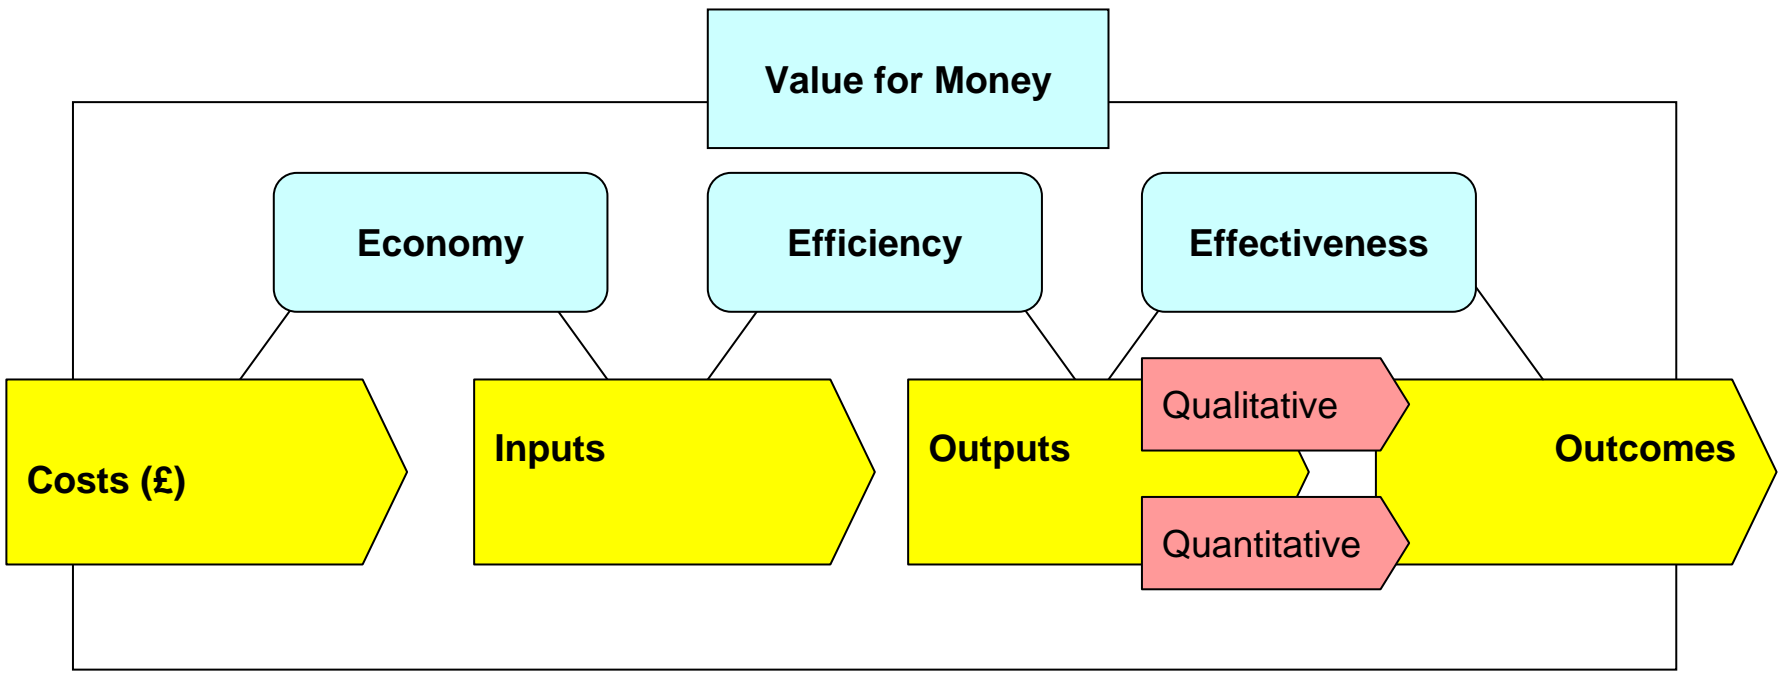 Value for Money
Economy
Efficiency
Effectiveness
Costs (£)
Inputs
Outputs
Qualitative
Quantitative
Outcomes